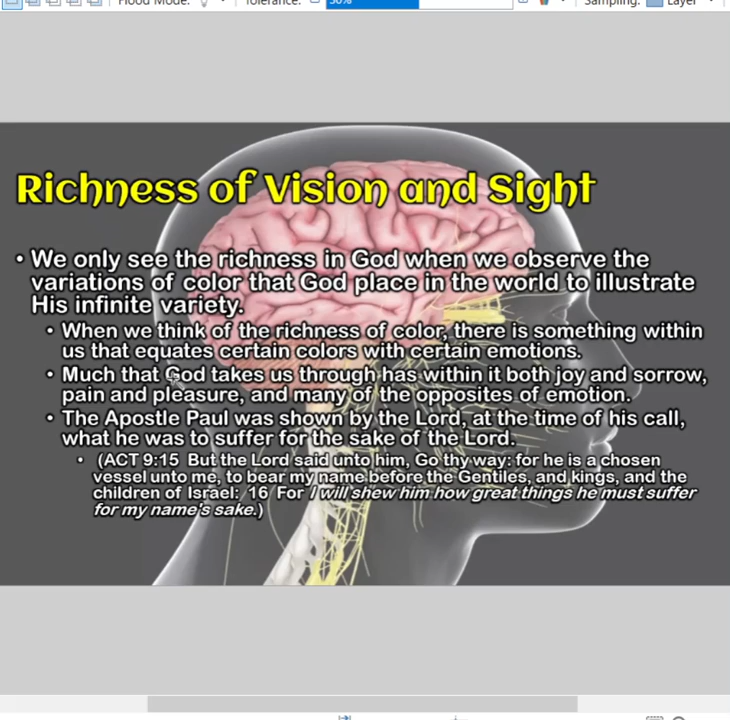 Flood Mode:
Tolerance:
Sampling:
Layer
Richness of Vision and Sight
• We only see the richness in God when we observe the
variations of color that God place in the world to illustrate
His infinite variety.
• When we think of the richness of color, there is something within
us that equates certain colors with certain emotions.
• Much that God takes us through has within it both joy and sorrow,
pain and pleasure, and many of the opposites of emotion.
• The Apostle Paul was shown by the Lord, at the time of his call,
what he was to suffer for the sake of the Lord.
• (ACT 9:15 But the Lord said unto him, Go thy way: for he is a chosen
vessel unto me, to bear my name before the Gentiles, and kings, and the
children of Israel: 16 For I will shew him how great things he must suffer
for my name's sake.)